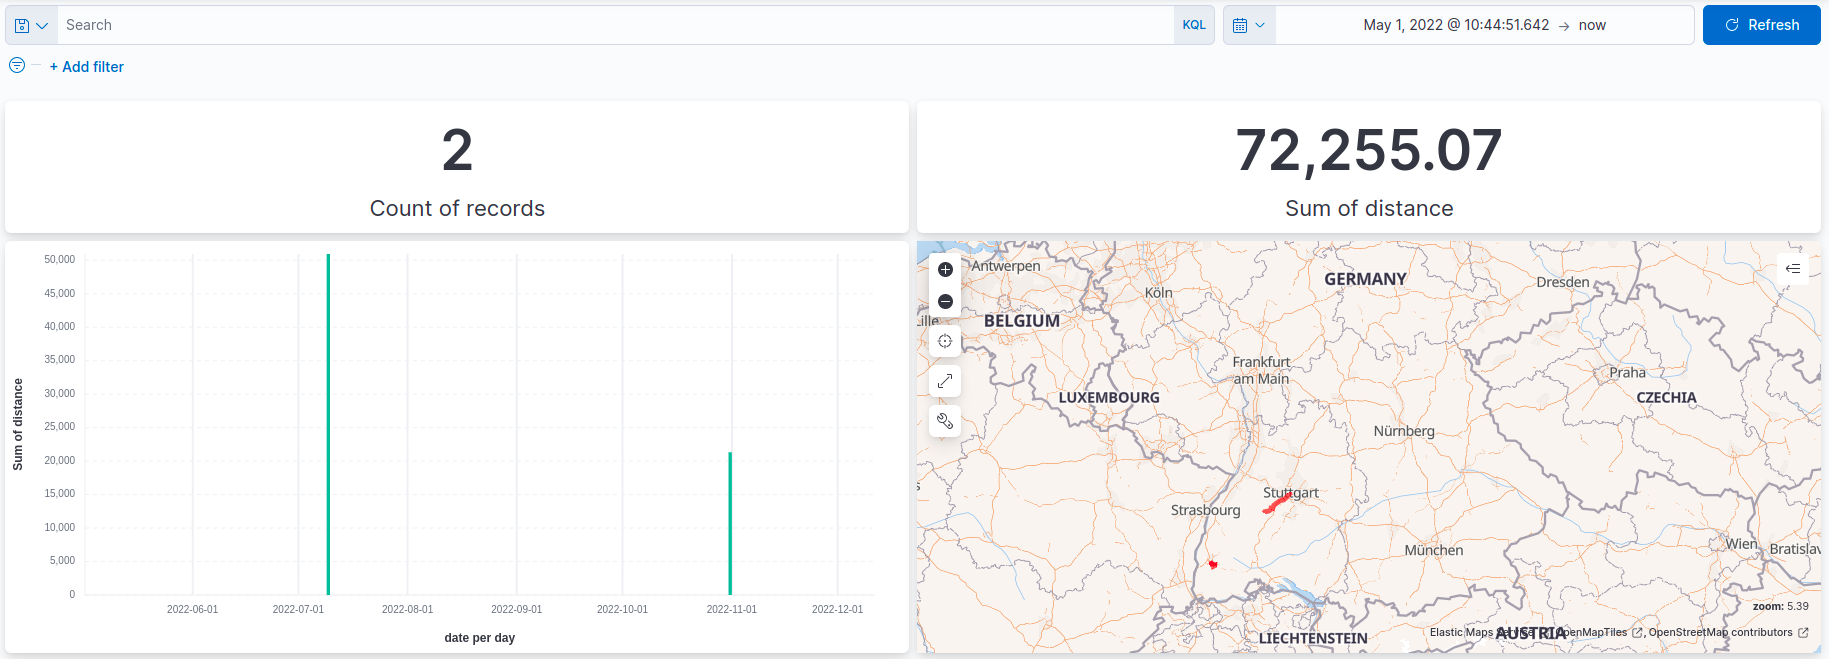 Search
KQL
May 1, 2022 @ 10:44:51.642 → now
Refresh
+ Add filter
2
Count of records
72,255.07
Sum of distance
50,000
45,000
40,000
35,000
30,000
25,000
20,000
15,000
10,000
5,000
0
Sum of distance
2022-06-01
2022-07-01
2022-08-01
2022-09-01
2022-10-01
2022-11-01
2022-12-01
date per day
Antwerpen
GERMANY
Dresden
Köln
BELGIUM
Frankfurt
am Main
Praha
LUXEMBOURG
CZECHIA
Nürnberg
Stuttgart
Strasbourg
München
Wien
Bratislav
zoom: 5.39
LIECHTENSTEIN
AUSTRIA
Elastic Maps Service, OpenMapTiles, OpenStreetMap contributors